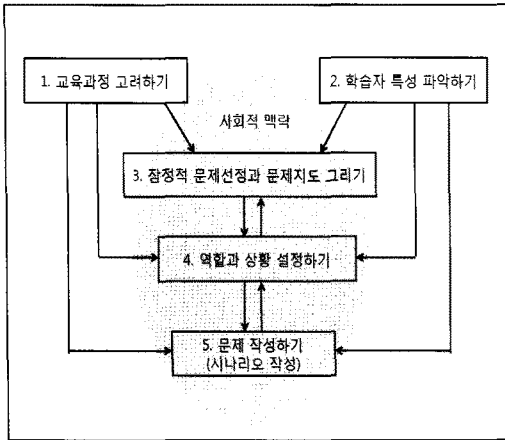 1. 교육과정 고려하기
2. 학습자 특성 파악하기
사회적 맥락
3. 잠정적 문제선정과 문제지도 그리기
4. 역할과 상황 설정하기
5. 문제 작성하기
(시나리오 작성)